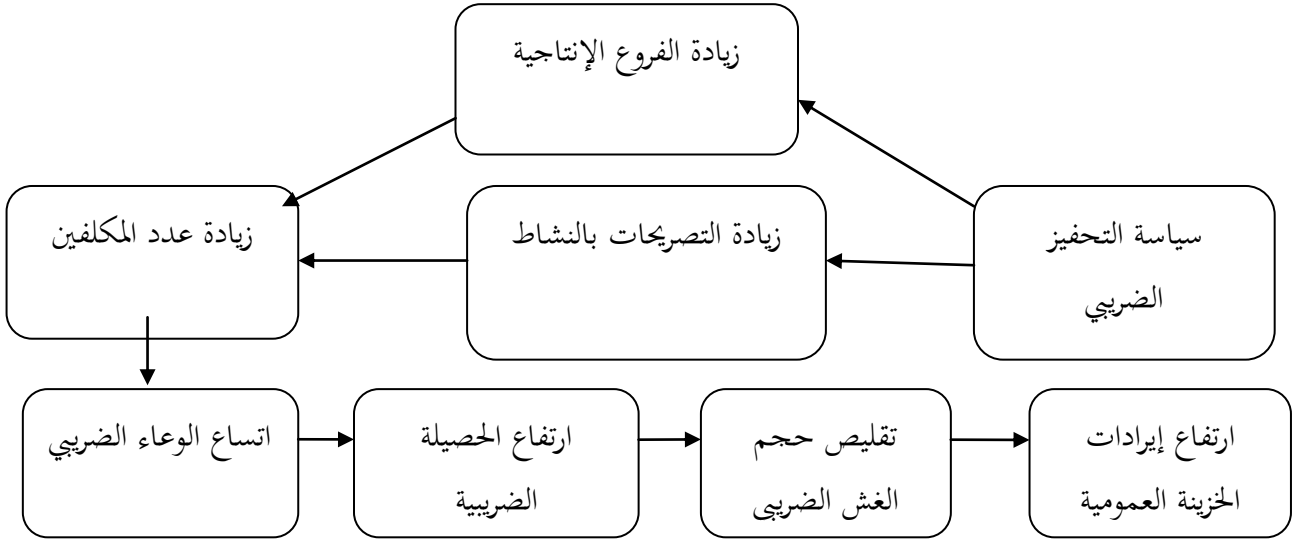 زيادة الفروع الإنتاجية
سياسة التحفيز
الضريبي
زيادة التصريحات بالنشاط
زيادة عدد المكلفين
اتساع الوعاء الضريبي
ارتفاع الحصيلة
الضريبية
تقليص حجم
الغش الضريبي
ارتفاع إيرادات
الخزينة العمومية